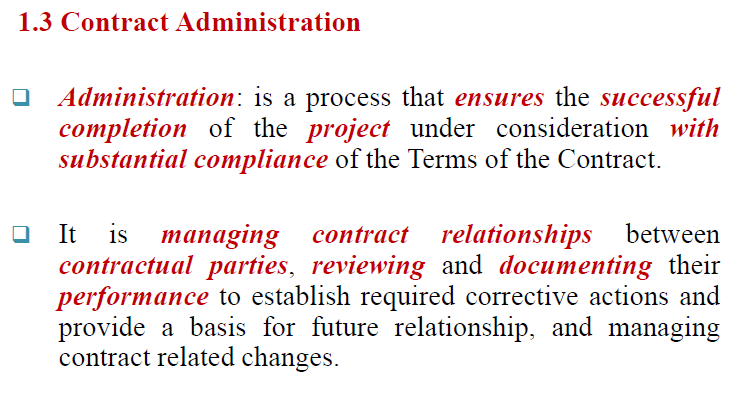 1.3 Contract Administration
❑ Administration: is a process that ensures the successful
completion of the project under consideration with
substantial compliance of the Terms of the Contract.
❑ It is managing contract relationships between
contractual parties, reviewing and documenting their
performance to establish required corrective actions and
provide a basis for future relationship, and managing
contract related changes.